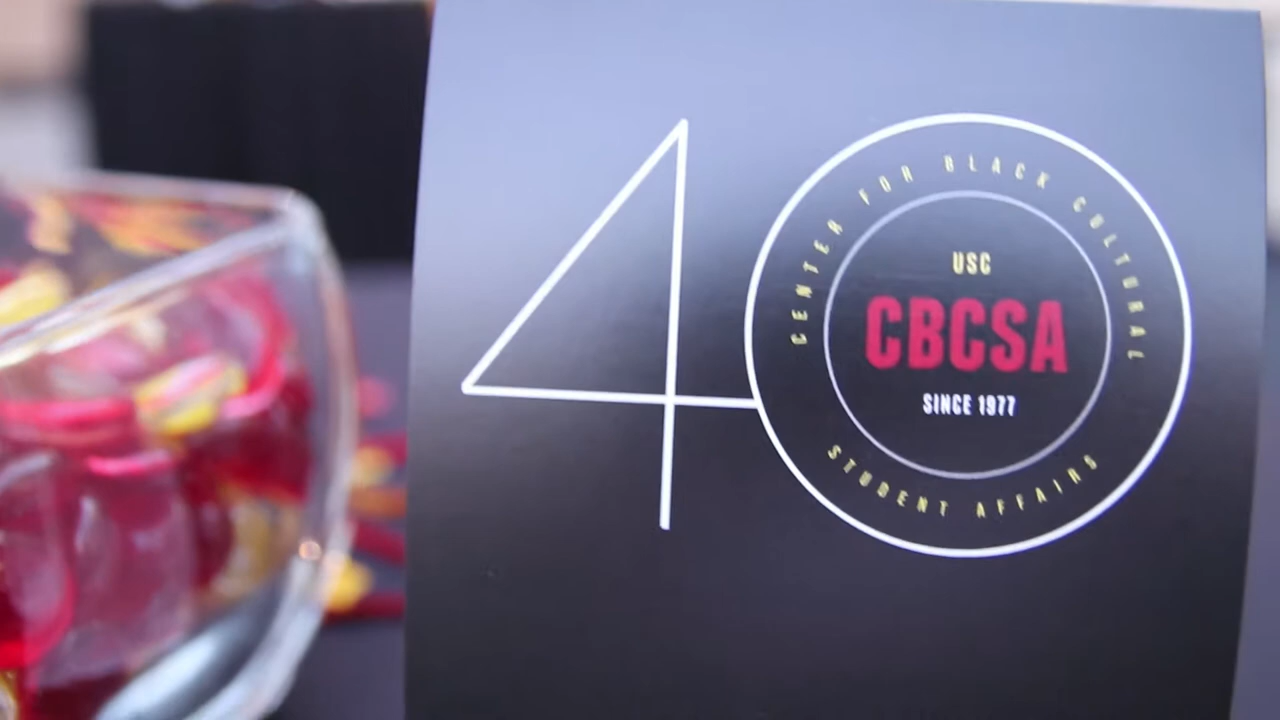 40
CENTER FOR BLACK CULTURAL
USC
CBCSA
SINCE 1977
STUDENT AFFAIRS